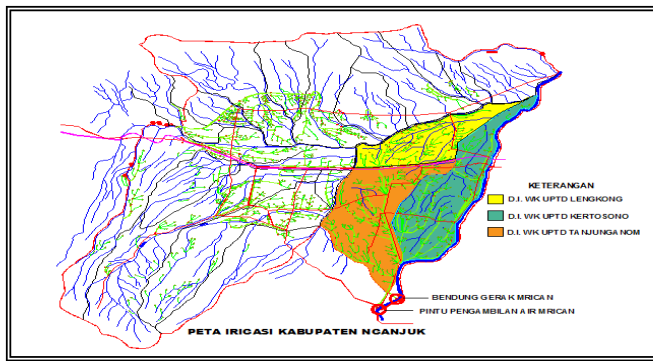 KETERANGAN
D.I. WK UPTD LENGKONG
D.I. WK UPTD KERTOSONO
D.I. WK UPTD TANJUNGANOM
BENDUNG GERAK MRICAN
PINTU PENGAMBILAN AIR MRICAN
PETA IRIGASI KABUPATEN NGANJUK